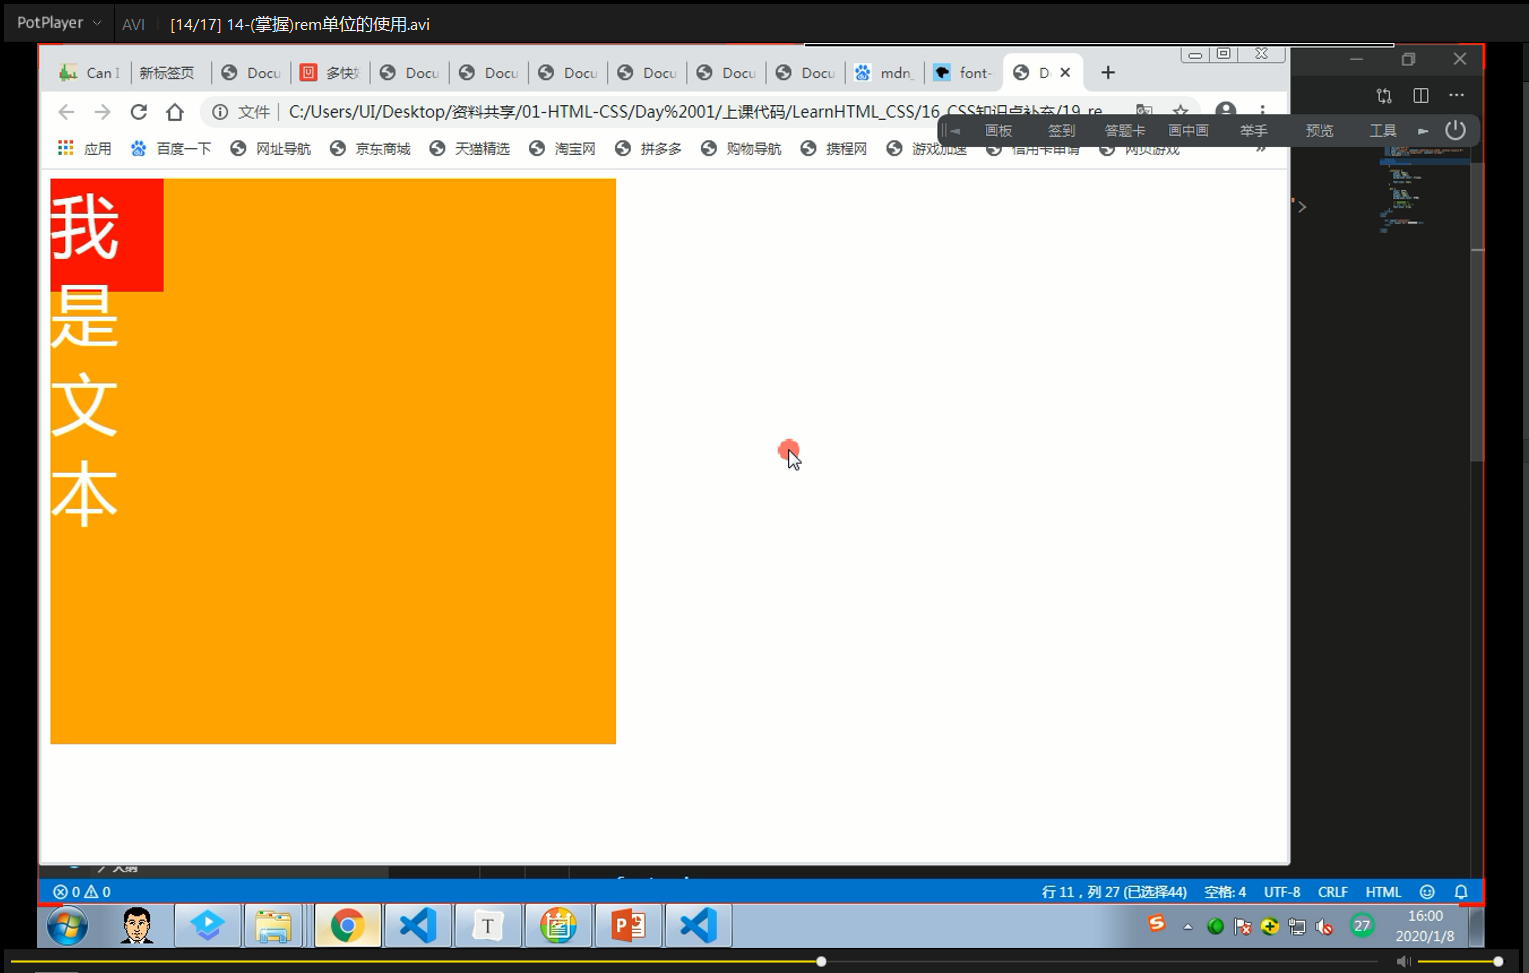 PotPlayer AVI [14/17] 14-(掌握)rem单位的使用.avi
Can I 新标签页 Docu 多快好 Docu Docu Docu Docu Docu Docu mdn_ font- D
文件 C:/Users/UI/Desktop/资料共享/01-HTML-CSS/Day%2001/上课代码/LearnHTML_CSS/16_CSS知识点补充/19_re
画板 签到 答题卡 画中画 举手 预览 工具
应用 百度一下 网址导航 京东商城 天猫精选 淘宝网 拼多多 购物导航 携程网 游戏加速 信用卡申请 网页游戏 »
我
是
文
本
大纲
0 0 行 11，列 27 (已选择44) 空格: 4 UTF-8 CRLF HTML
27 16:00
2020/1/8